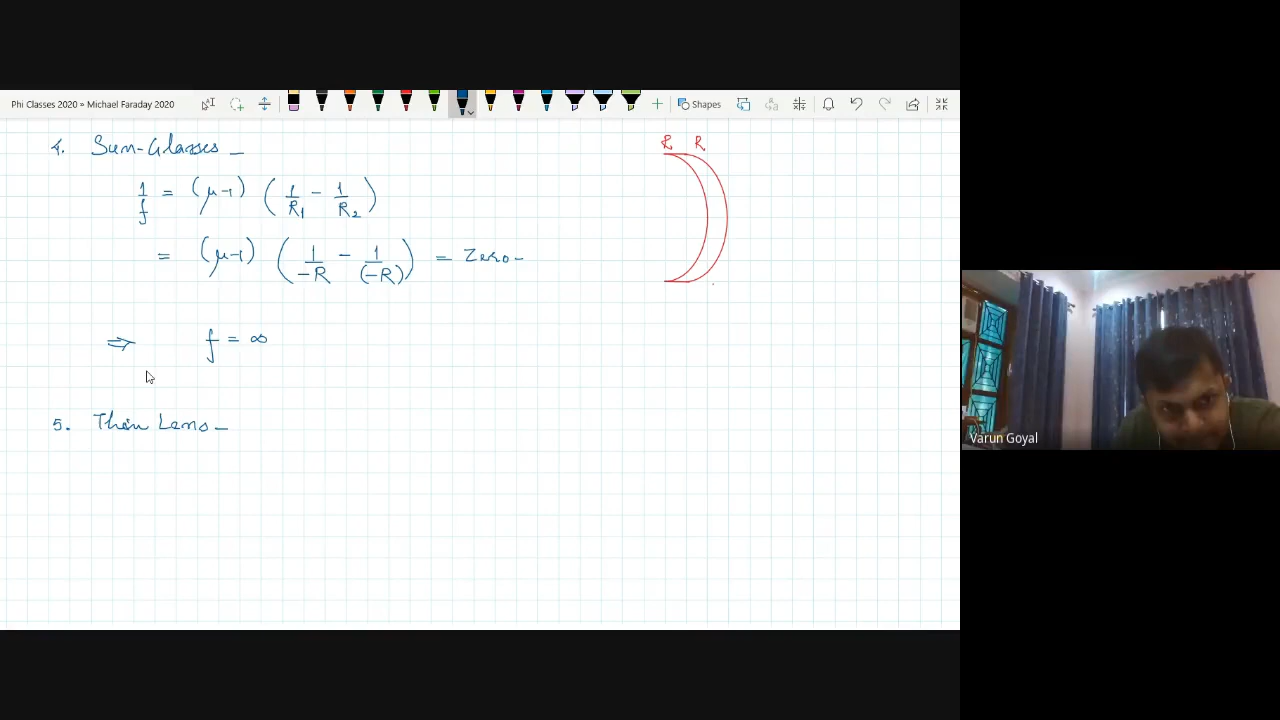 Phi Classes 2020 » Michael Faraday 2020
Shapes
4. Sun-Glasses –
R R
1/f = (μ-1) (1/R₁ - 1/R₂)
= (μ-1) (1/-R - 1/(-R)) = Zero-
⇒ f = ∞
5. Thin Lens –
Varun Goyal